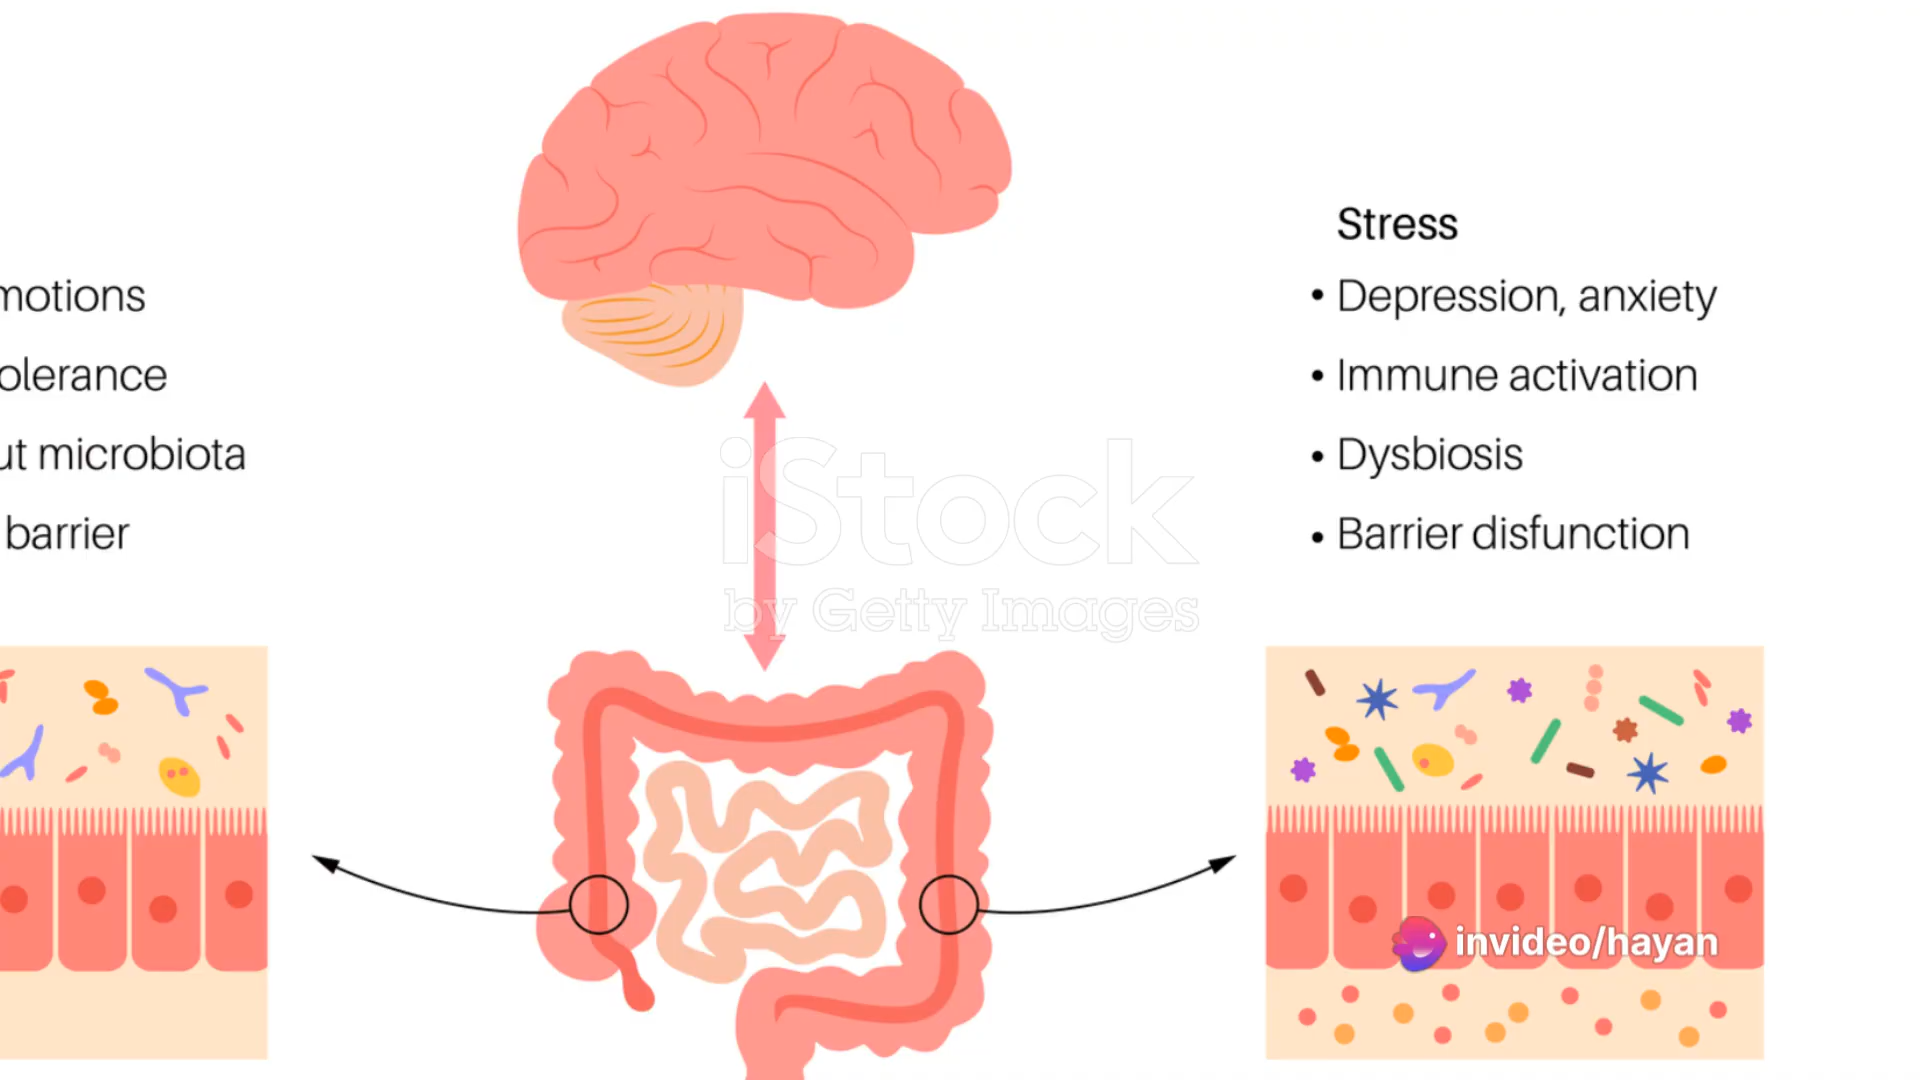 motions
olerance
ut microbiota
barrier
Stress
• Depression, anxiety
• Immune activation
• Dysbiosis
• Barrier disfunction
iStock
by Getty Images
invideo/hayan